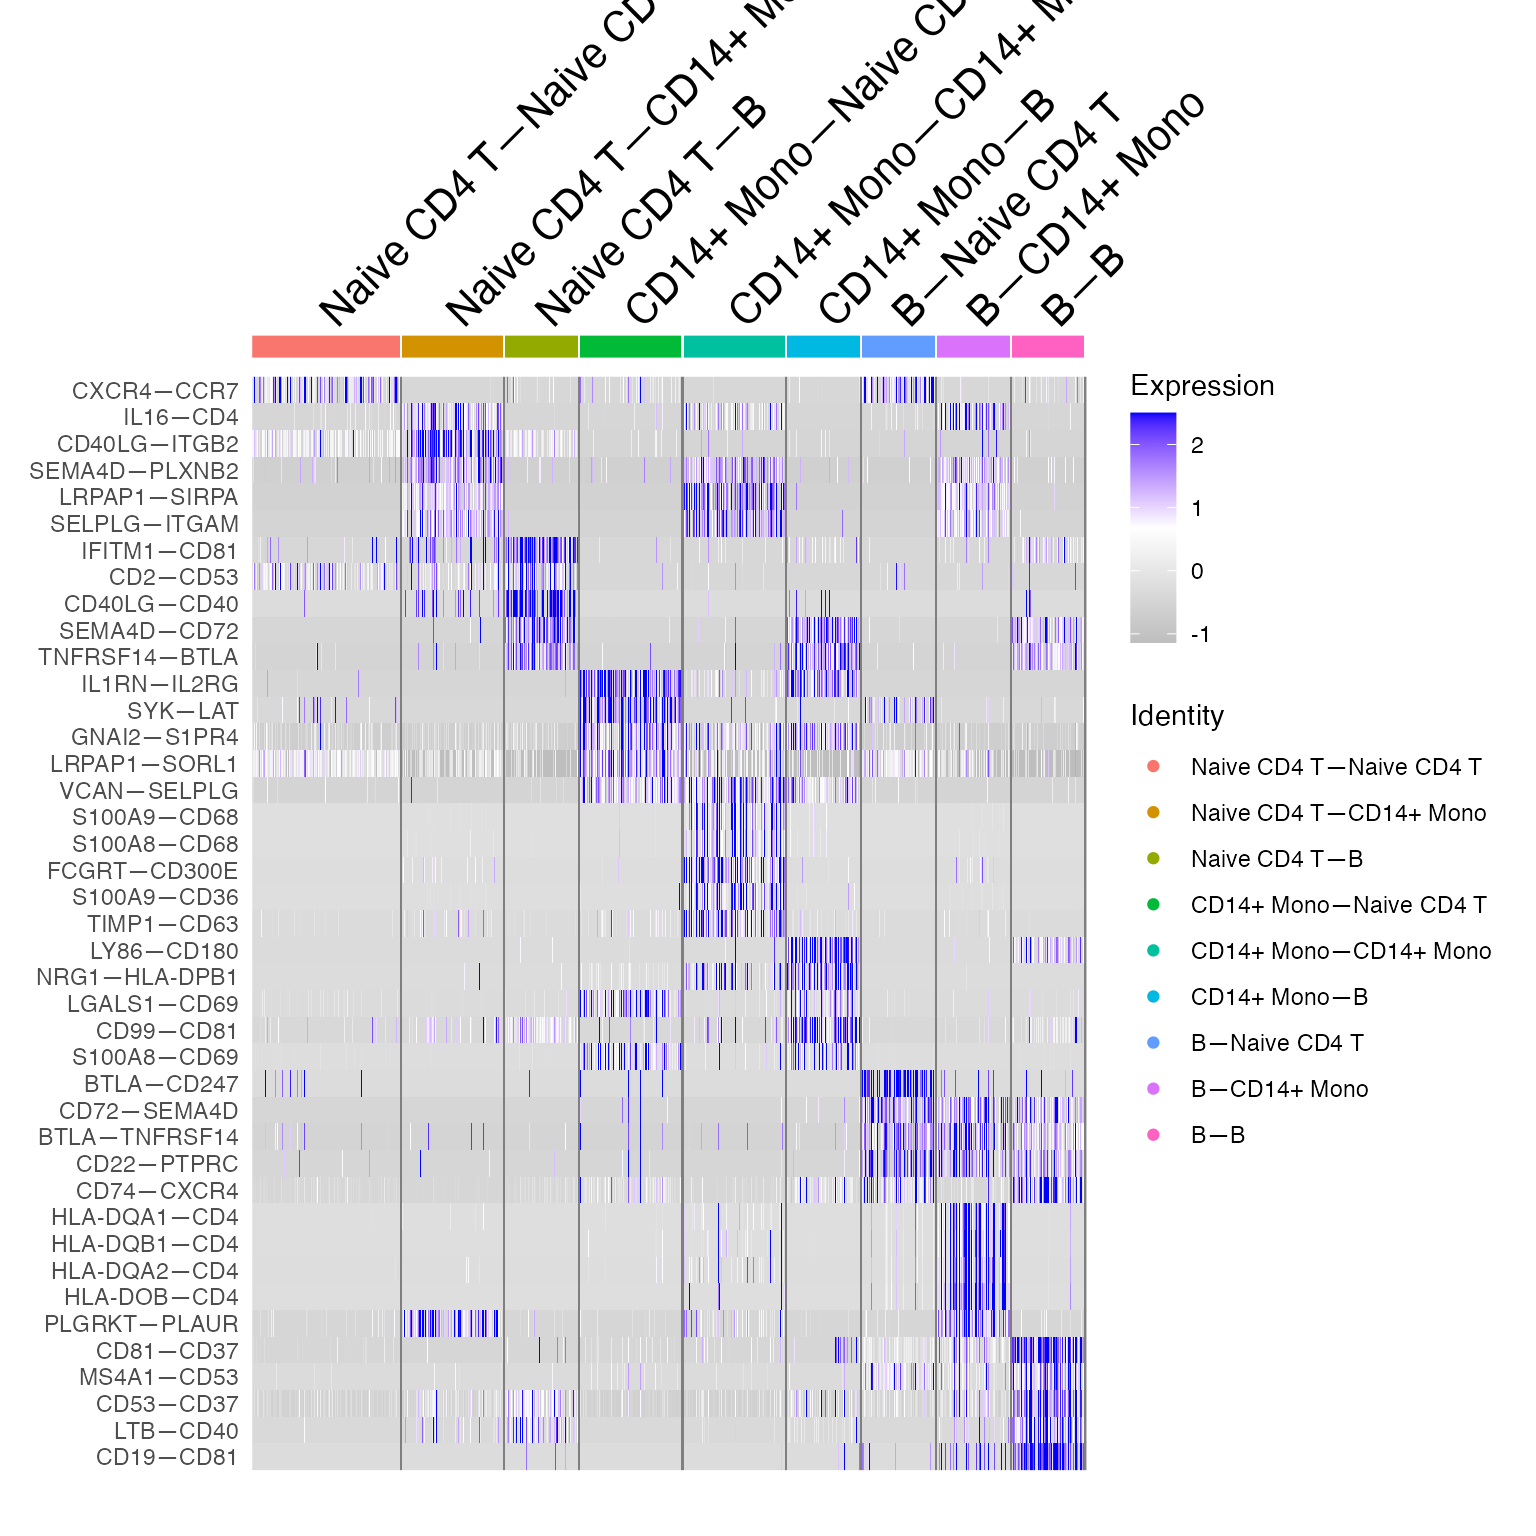 Naive CD4 T—Naive CD
Naive CD4 T—CD14+ Mo
Naive CD4 T—B
CD14+ Mono—Naive CD
CD14+ Mono—CD14+ M
CD14+ Mono—B
B—Naive CD4 T
B—CD14+ Mono
B—B
CXCR4—CCR7
IL16—CD4
CD40LG—ITGB2
SEMA4D—PLXNB2
LRPAP1—SIRPA
SELPLG—ITGAM
IFITM1—CD81
CD2—CD53
CD40LG—CD40
SEMA4D—CD72
TNFRSF14—BTLA
IL1RN—IL2RG
SYK—LAT
GNAI2—S1PR4
LRPAP1—SORL1
VCAN—SELPLG
S100A9—CD68
S100A8—CD68
FCGRT—CD300E
S100A9—CD36
TIMP1—CD63
LY86—CD180
NRG1—HLA-DPB1
LGALS1—CD69
CD99—CD81
S100A8—CD69
BTLA—CD247
CD72—SEMA4D
BTLA—TNFRSF14
CD22—PTPRC
CD74—CXCR4
HLA-DQA1—CD4
HLA-DQB1—CD4
HLA-DQA2—CD4
HLA-DOB—CD4
PLGRKT—PLAUR
CD81—CD37
MS4A1—CD53
CD53—CD37
LTB—CD40
CD19—CD81
Expression
2
1
0
-1
Identity
Naive CD4 T—Naive CD4 T
Naive CD4 T—CD14+ Mono
Naive CD4 T—B
CD14+ Mono—Naive CD4 T
CD14+ Mono—CD14+ Mono
CD14+ Mono—B
B—Naive CD4 T
B—CD14+ Mono
B—B